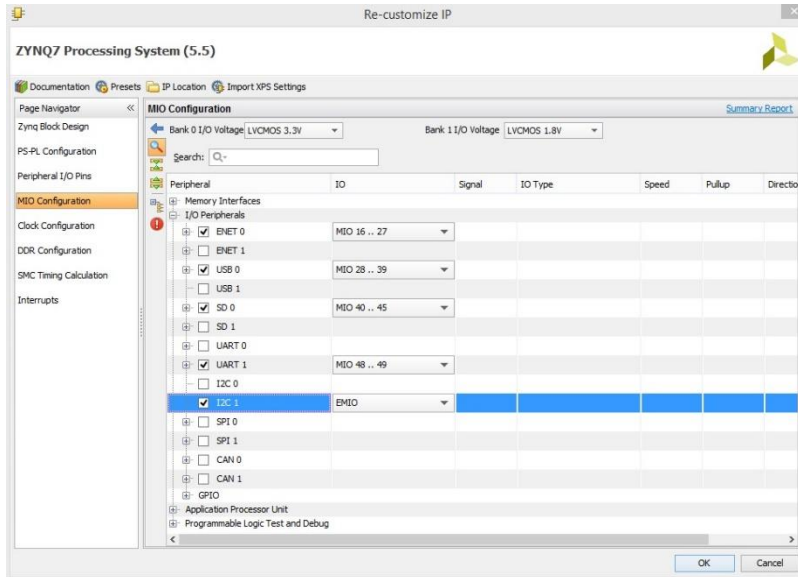 Re-customize IP
ZYNQ7 Processing System (5.5)
Documentation Presets IP Location Import XPS Settings
Page Navigator «
Zynq Block Design
PS-PL Configuration
Peripheral I/O Pins
MIO Configuration
Clock Configuration
DDR Configuration
SMC Timing Calculation
Interrupts
MIO Configuration Summary Report
Bank 0 I/O Voltage LVCMOS 3.3V Bank 1 I/O Voltage LVCMOS 1.8V
Search:
Peripheral IO Signal IO Type Speed Pullup Directio
Memory Interfaces
I/O Peripherals
ENET 0 MIO 16 .. 27
ENET 1
USB 0 MIO 28 .. 39
USB 1
SD 0 MIO 40 .. 45
SD 1
UART 0
UART 1 MIO 48 .. 49
I2C 0
I2C 1 EMIO
SPI 0
SPI 1
CAN 0
CAN 1
GPIO
Application Processor Unit
Programmable Logic Test and Debug
OK Cancel